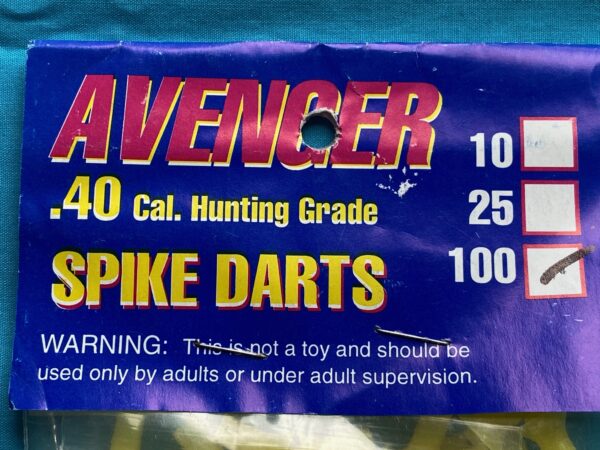 AVENGER
.40 Cal. Hunting Grade
SPIKE DARTS
10
25
100
WARNING: This is not a toy and should be
used only by adults or under adult supervision.